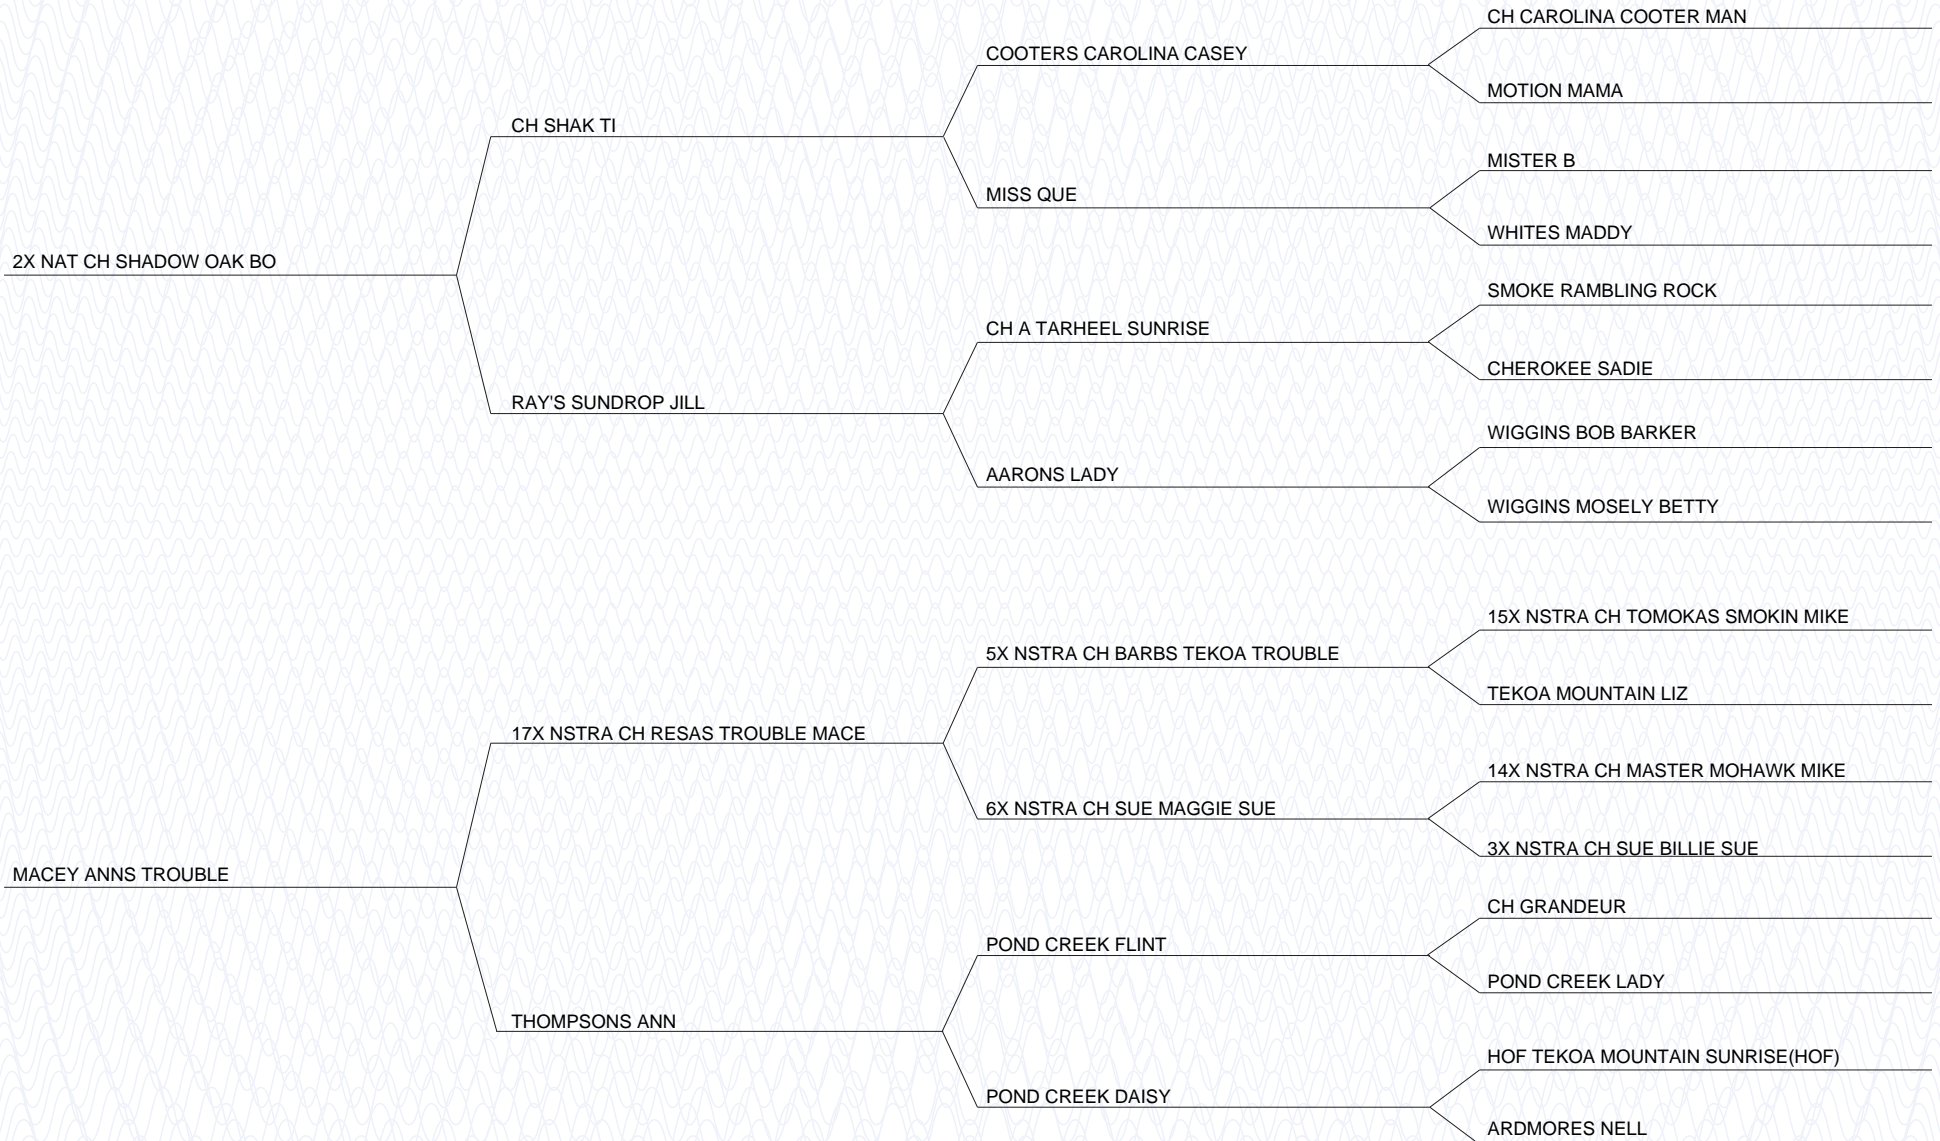 CH CAROLINA COOTER MAN
COOTERS CAROLINA CASEY
MOTION MAMA
CH SHAK TI
MISTER B
MISS QUE
WHITES MADDY
2X NAT CH SHADOW OAK BO
SMOKE RAMBLING ROCK
CH A TARHEEL SUNRISE
CHEROKEE SADIE
RAY'S SUNDROP JILL
WIGGINS BOB BARKER
AARONS LADY
WIGGINS MOSELY BETTY
15X NSTRA CH TOMOKAS SMOKIN MIKE
5X NSTRA CH BARBS TEKOA TROUBLE
TEKOA MOUNTAIN LIZ
17X NSTRA CH RESAS TROUBLE MACE
14X NSTRA CH MASTER MOHAWK MIKE
6X NSTRA CH SUE MAGGIE SUE
3X NSTRA CH SUE BILLIE SUE
MACEY ANNS TROUBLE
CH GRANDEUR
POND CREEK FLINT
POND CREEK LADY
THOMPSONS ANN
HOF TEKOA MOUNTAIN SUNRISE(HOF)
POND CREEK DAISY
ARDMORES NELL